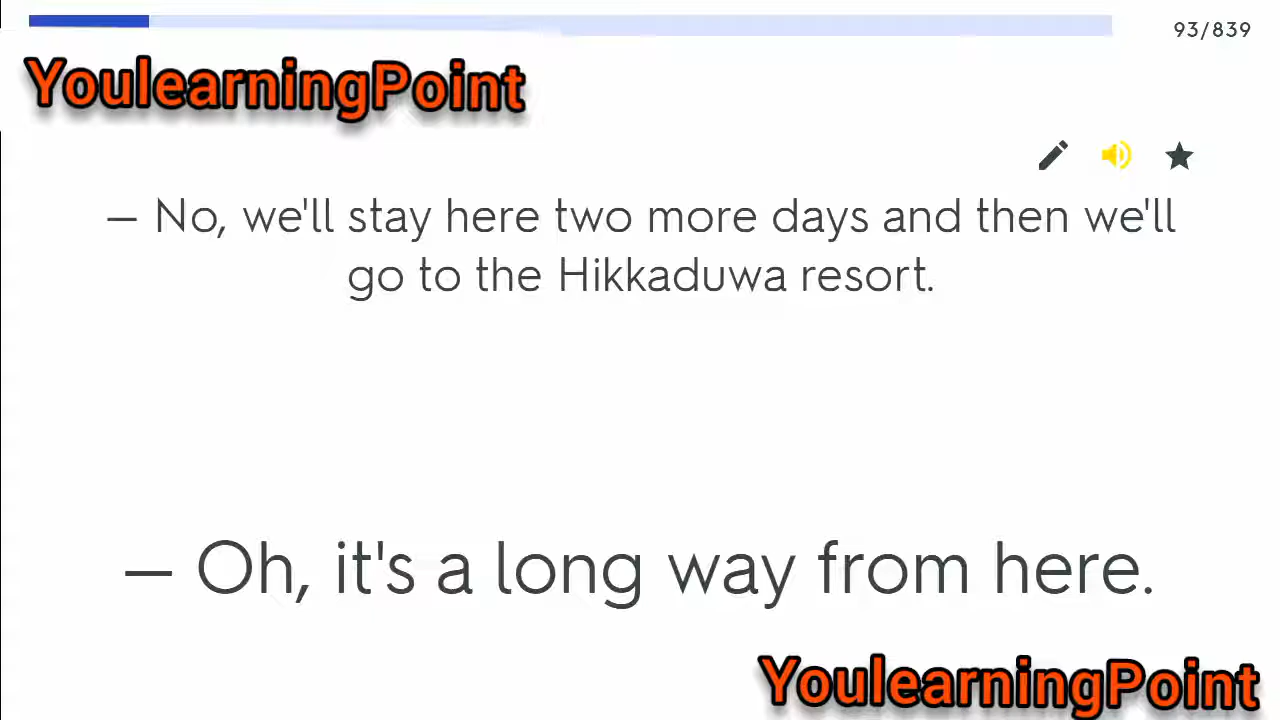 93/839
YoulearningPoint
– No, we'll stay here two more days and then we'll
go to the Hikkaduwa resort.
– Oh, it's a long way from here.
YoulearningPoint